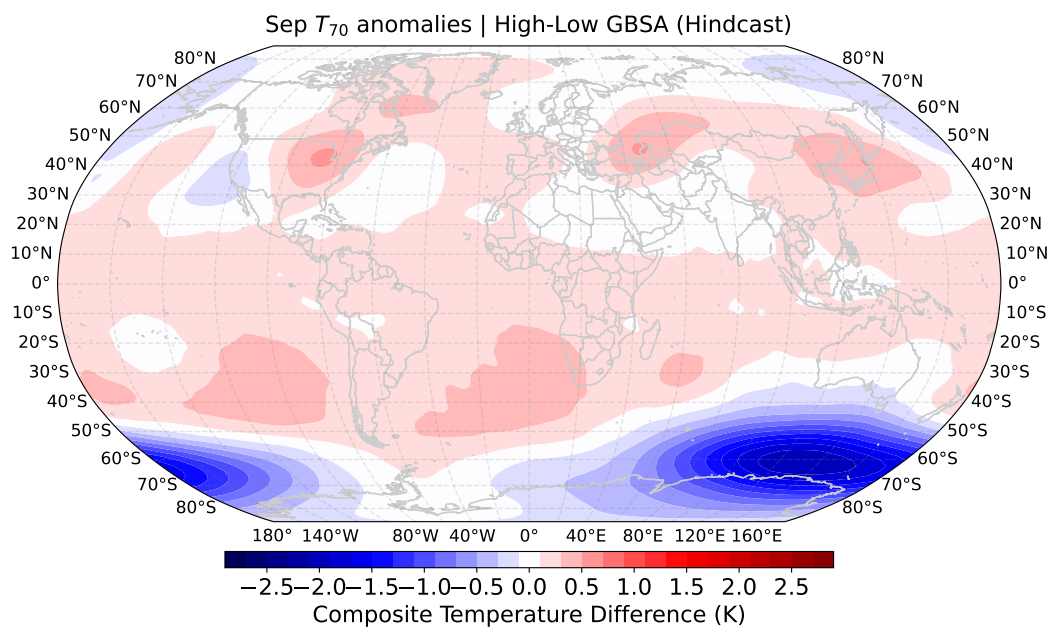 Sep T70 anomalies | High-Low GBSA (Hindcast)
80°N 80°N
70°N 70°N
60°N 60°N
50°N 50°N
40°N 40°N
30°N 30°N
20°N 20°N
10°N 10°N
0° 0°
10°S 10°S
20°S 20°S
30°S 30°S
40°S 40°S
50°S 50°S
60°S 60°S
70°S 70°S
80°S 80°S
180° 140°W 80°W 40°W 0° 40°E 80°E 120°E 160°E
−2.5 −2.0 −1.5 −1.0 −0.5 0.0 0.5 1.0 1.5 2.0 2.5
Composite Temperature Difference (K)